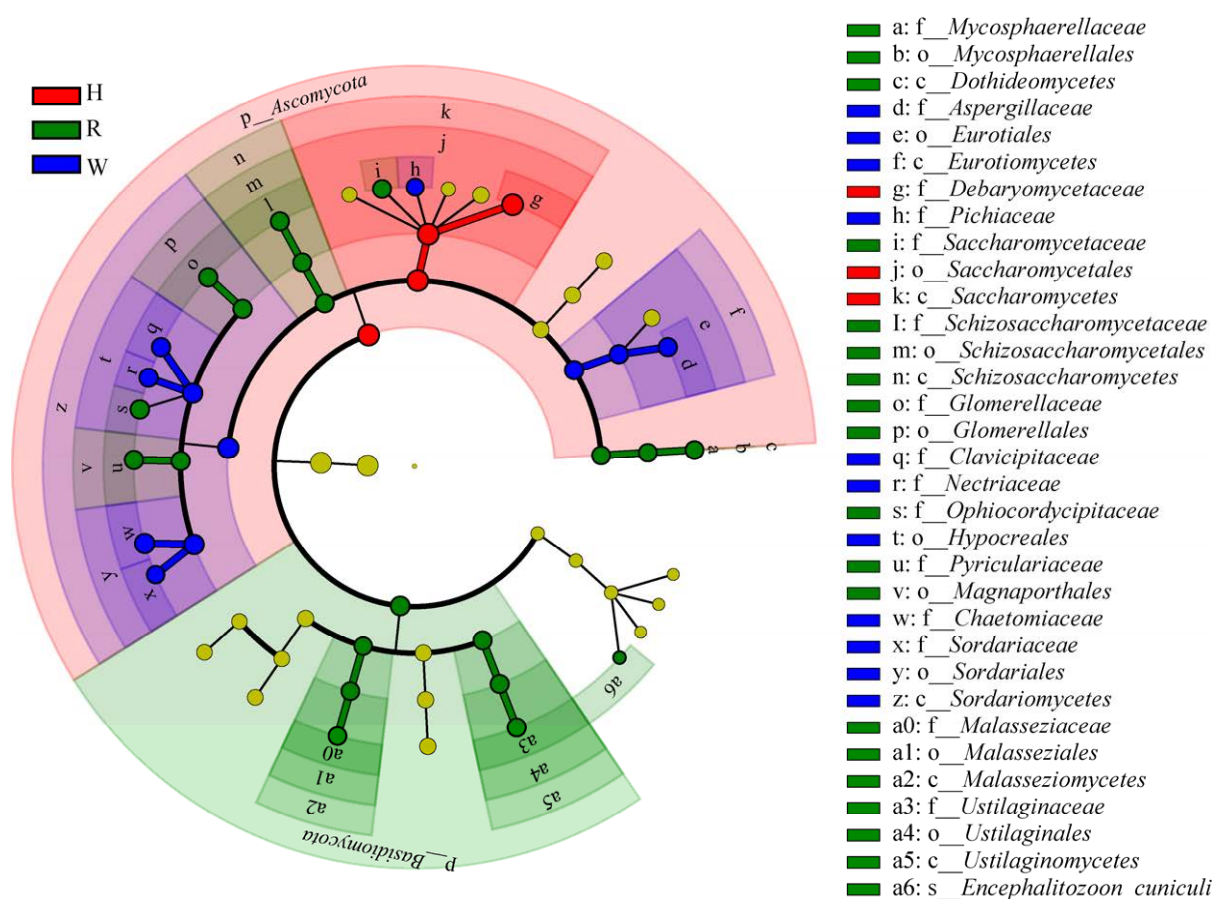 H
R
W
p__Ascomycota
k
j
n
m
l
i
h
g
p
o
f
e
d
q
r
s
t
z
v
u
w
x
y
a
b
c
a6
a0
a1
a2
a3
a4
a5
p__Basidiomycota
a: f__Mycosphaerellaceae
b: o__Mycosphaerellales
c: c__Dothideomycetes
d: f__Aspergillaceae
e: o__Eurotiales
f: c__Eurotiomycetes
g: f__Debaryomycetaceae
h: f__Pichiaceae
i: f__Saccharomycetaceae
j: o__Saccharomycetales
k: c__Saccharomycetes
I: f__Schizosaccharomycetaceae
m: o__Schizosaccharomycetales
n: c__Schizosaccharomycetes
o: f__Glomerellaceae
p: o__Glomerellales
q: f__Clavicipitaceae
r: f__Nectriaceae
s: f__Ophiocordycipitaceae
t: o__Hypocreales
u: f__Pyriculariaceae
v: o__Magnaporthales
w: f__Chaetomiaceae
x: f__Sordariaceae
y: o__Sordariales
z: c__Sordariomycetes
a0: f__Malasseziaceae
a1: o__Malasseziales
a2: c__Malasseziomycetes
a3: f__Ustilaginaceae
a4: o__Ustilaginales
a5: c__Ustilaginomycetes
a6: s__Encephalitozoon cuniculi